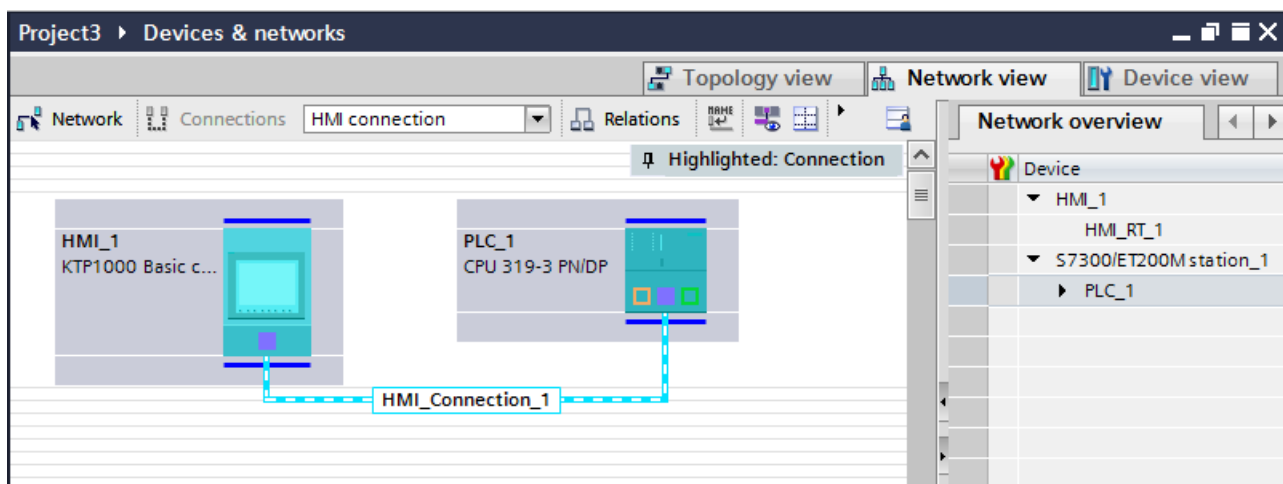 Project3 ▸ Devices & networks
Topology view Network view Device view
Network Connections HMI connection Relations NAME Network overview
Highlighted: Connection
Device
HMI_1
HMI_RT_1
S7300/ET200M station_1
PLC_1
HMI_1
KTP1000 Basic c...
PLC_1
CPU 319-3 PN/DP
HMI_Connection_1